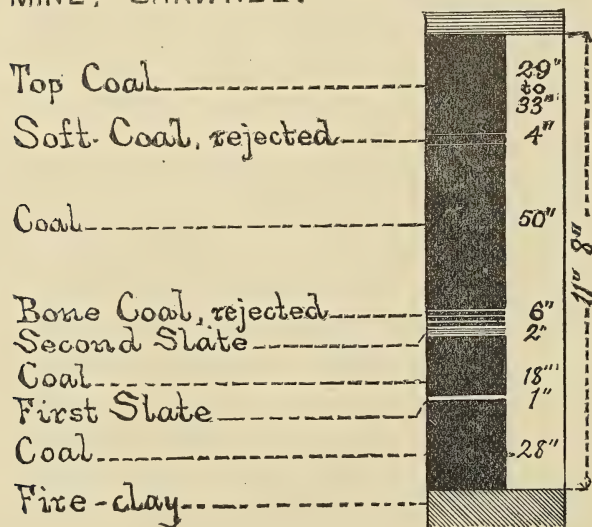 Top Coal 29" to 33"
Soft-Coal, rejected 4"
Coal 50"
Bone Coal, rejected 6"
Second Slate 2"
Coal 18"
First Slate 1"
Coal 28"
Fire-clay
11" 8"